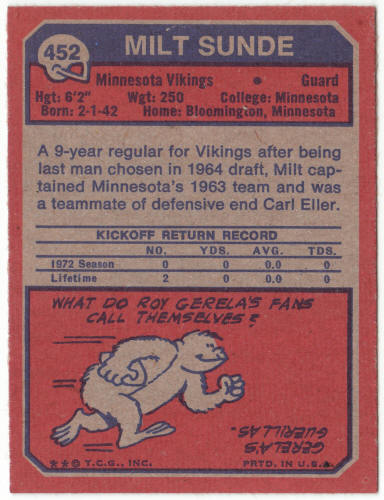 452
MILT SUNDE
Minnesota Vikings • Guard
Hgt: 6'2" Wgt: 250 College: Minnesota
Born: 2-1-42 Home: Bloomington, Minnesota
A 9-year regular for Vikings after being
last man chosen in 1964 draft, Milt cap-
tained Minnesota's 1963 team and was
a teammate of defensive end Carl Eller.
KICKOFF RETURN RECORD
NO. YDS. AVG. TDS.
1972 Season 0 0 0.0 0
Lifetime 2 0 0.0 0
WHAT DO ROY GERELA'S FANS
CALL THEMSELVES?
GERELA'S
GUERILLAS.
**© T.C.G., INC. PRTD. IN U.S.A.